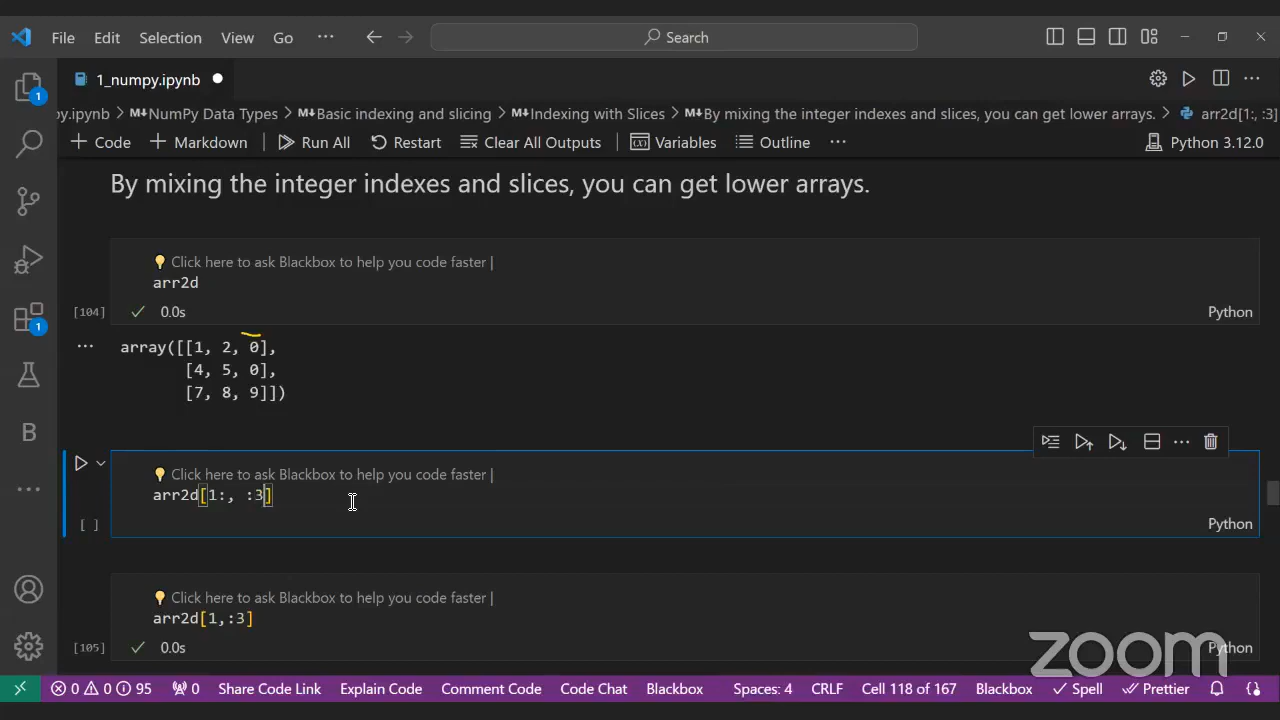 File Edit Selection View Go ··· Search
1_numpy.ipynb
py.ipynb > M↓NumPy Data Types > M↓Basic indexing and slicing > M↓Indexing with Slices > M↓By mixing the integer indexes and slices, you can get lower arrays. > arr2d[1:, :3]
+ Code + Markdown Run All Restart Clear All Outputs Variables Outline ··· Python 3.12.0
By mixing the integer indexes and slices, you can get lower arrays.
Click here to ask Blackbox to help you code faster |
arr2d
[104] 0.0s Python
··· array([[1, 2, 0],
[4, 5, 0],
[7, 8, 9]])
Click here to ask Blackbox to help you code faster |
arr2d[1:, :3]
[ ] Python
Click here to ask Blackbox to help you code faster |
arr2d[1,:3]
[105] 0.0s Python
zoom
0 0 95 0 Share Code Link Explain Code Comment Code Code Chat Blackbox Spaces: 4 CRLF Cell 118 of 167 Blackbox Spell Prettier
1
1
B